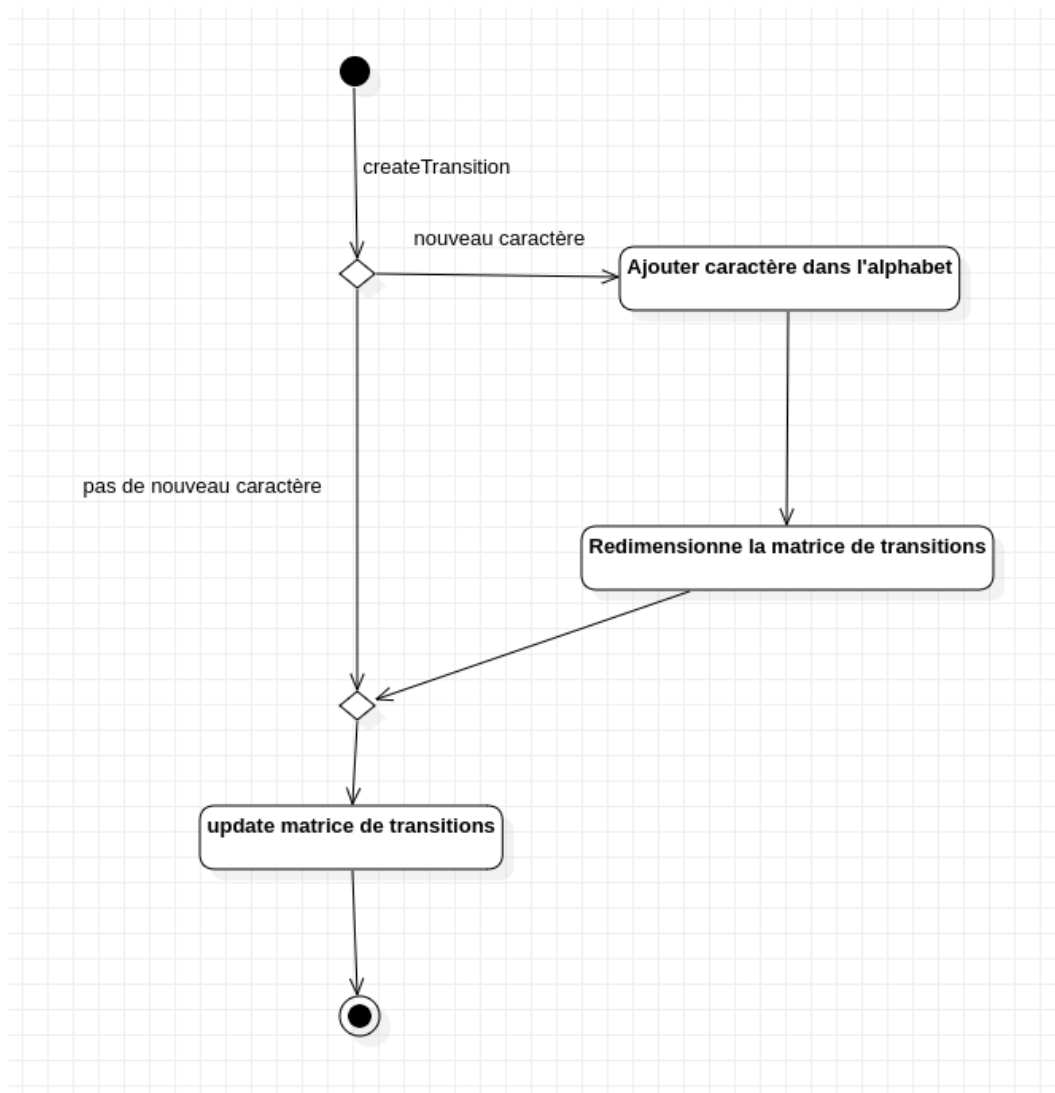 createTransition
nouveau caractère
Ajouter caractère dans l'alphabet
pas de nouveau caractère
Redimensionne la matrice de transitions
update matrice de transitions